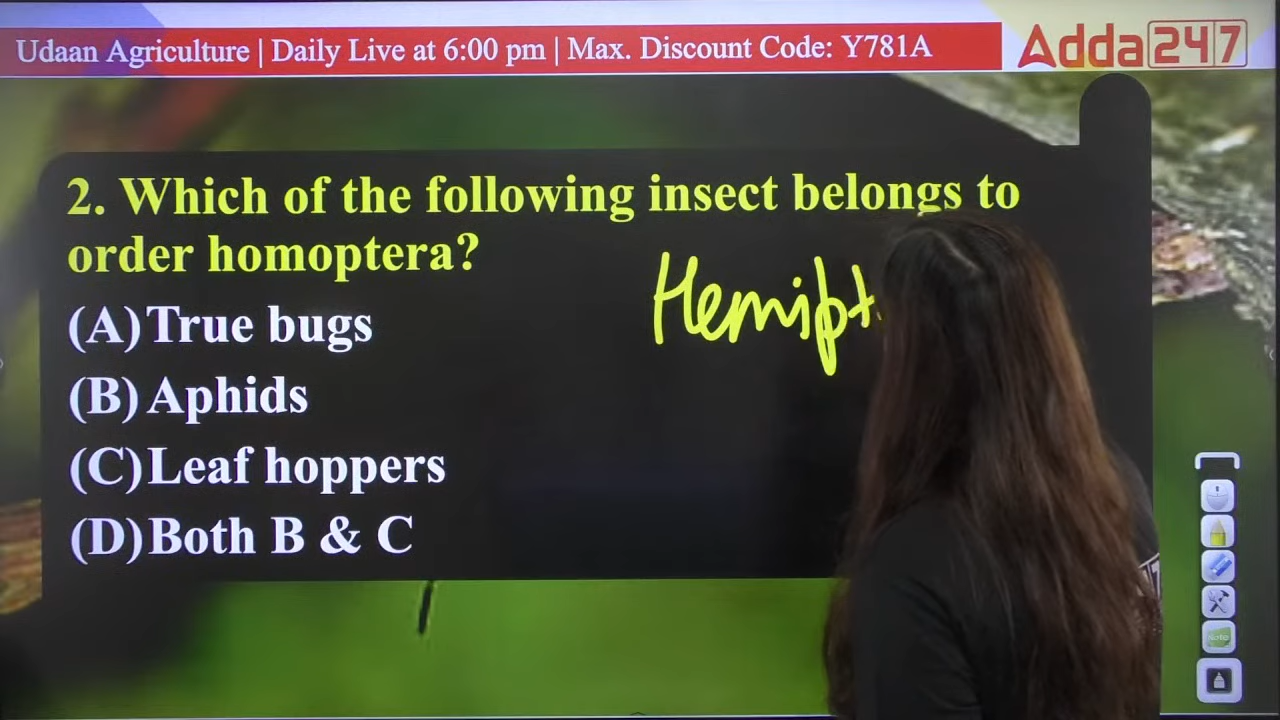 Udaan Agriculture | Daily Live at 6:00 pm | Max. Discount Code: Y781A
Adda247
2. Which of the following insect belongs to
order homoptera?
Hemipt
(A) True bugs
(B) Aphids
(C) Leaf hoppers
(D) Both B & C